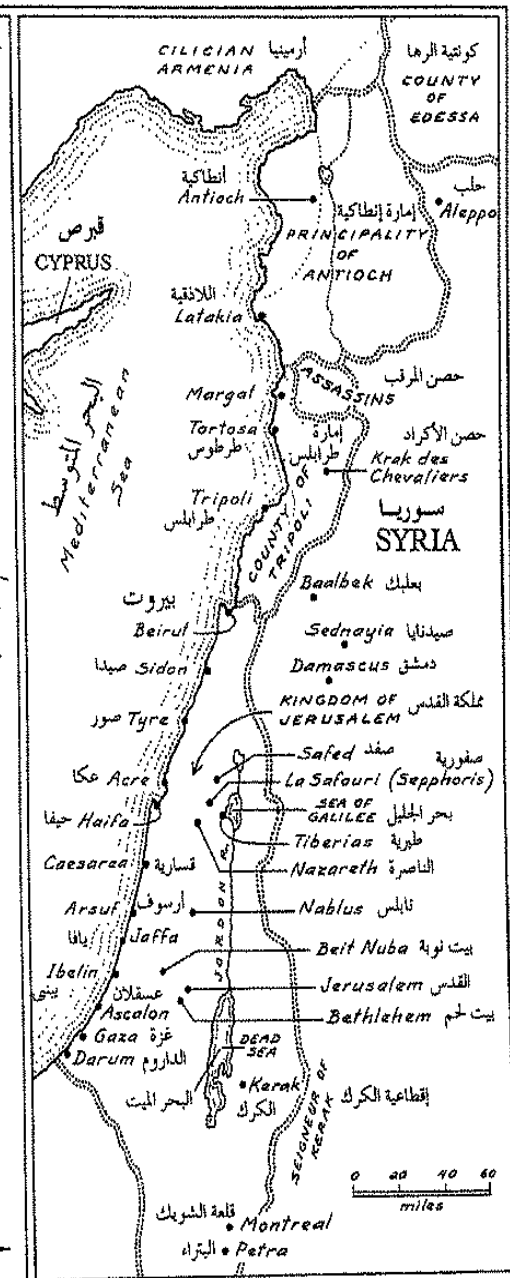 CILICIAN
ARMENIA
أرمينيا
كونتية الرها
COUNTY
OF
EDESSA
أنطاكية
Antioch
حلب
Aleppo
إمارة إنطاكية
PRINCIPALITY
OF
ANTIOCH
قبرص
CYPRUS
اللاذقية
Latakia
ASSASSINS
حصن المرقب
Margat
البحر المتوسط
Mediterranean
Sea
Tortosa
طرطوس
إمارة
طرابلس
حصن الأكراد
Krak des
Chevaliers
Tripoli
طرابلس
COUNTY OF
TRIPOLI
سوريا
SYRIA
بيروت
Beirut
Baalbek بعلبك
Sednayia صيدنايا
صيدا Sidon
Damascus دمشق
KINGDOM OF
JERUSALEM
مملكة القدس
صور Tyre
Safed صفد
صفورية
La Safouri (Sepphoris)
عكا Acre
SEA OF
GALILEE
بحر الجليل
حيفا Haifa
Tiberias طبرية
Caesarea قسارية
Nazareth الناصرة
JORDON R
Arsuf أرسوف
Nablus نابلس
يافا Jaffa
Beit Nuba بيت نوبة
Ibelin
يبنى
Jerusalem القدس
عسقلان
Ascalon
Bethlehem بيت لحم
Gaza غزة
DEAD
SEA
Darum الداروم
البحر الميت
Karak
الكرك
SEIGNEUR OF
KERAK
إقطاعية الكرك
0 20 40 60
miles
قلعة الشوبك
Montreal
البتراء Petra